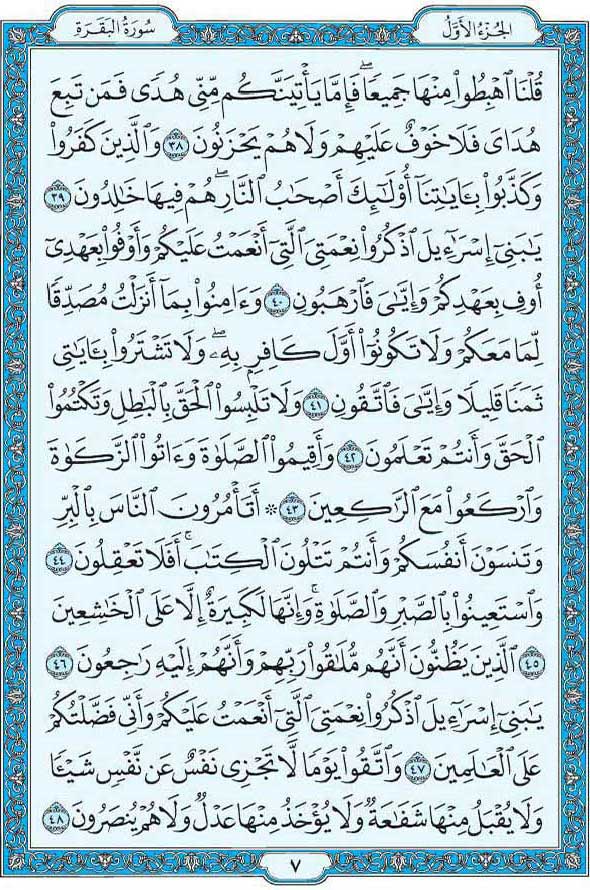 الجُزْءُ الأَوَّلُ
سُورَةُ البَقَرَةِ
قُلْنَا ٱهْبِطُوا۟ مِنْهَا جَمِيعًاۖ فَإِمَّا يَأْتِيَنَّكُم مِّنِّى هُدًى فَمَن تَبِعَ
هُدَاىَ فَلَا خَوْفٌ عَلَيْهِمْ وَلَا هُمْ يَحْزَنُونَ ٣٨ وَٱلَّذِينَ كَفَرُوا۟
وَكَذَّبُوا۟ بِـَٔايَٰتِنَآ أُو۟لَٰٓئِكَ أَصْحَٰبُ ٱلنَّارِۖ هُمْ فِيهَا خَٰلِدُونَ ٣٩
يَٰبَنِىٓ إِسْرَٰٓءِيلَ ٱذْكُرُوا۟ نِعْمَتِىَ ٱلَّتِىٓ أَنْعَمْتُ عَلَيْكُمْ وَأَوْفُوا۟ بِعَهْدِىٓ
أُوفِ بِعَهْدِكُمْ وَإِيَّٰىَ فَٱرْهَبُونِ ٤٠ وَءَامِنُوا۟ بِمَآ أَنزَلْتُ مُصَدِّقًا
لِّمَا مَعَكُمْ وَلَا تَكُونُوٓا۟ أَوَّلَ كَافِرٍۭ بِهِۦۖ وَلَا تَشْتَرُوا۟ بِـَٔايَٰتِى
ثَمَنًا قَلِيلًا وَإِيَّٰىَ فَٱتَّقُونِ ٤١ وَلَا تَلْبِسُوا۟ ٱلْحَقَّ بِٱلْبَٰطِلِ وَتَكْتُمُوا۟
ٱلْحَقَّ وَأَنتُمْ تَعْلَمُونَ ٤٢ وَأَقِيمُوا۟ ٱلصَّلَوٰةَ وَءَاتُوا۟ ٱلزَّكَوٰةَ
وَٱرْكَعُوا۟ مَعَ ٱلرَّٰكِعِينَ ٤٣ ۞ أَتَأْمُرُونَ ٱلنَّاسَ بِٱلْبِرِّ
وَتَنسَوْنَ أَنفُسَكُمْ وَأَنتُمْ تَتْلُونَ ٱلْكِتَٰبَۚ أَفَلَا تَعْقِلُونَ ٤٤
وَٱسْتَعِينُوا۟ بِٱلصَّبْرِ وَٱلصَّلَوٰةِۚ وَإِنَّهَا لَكَبِيرَةٌ إِلَّا عَلَى ٱلْخَٰشِعِينَ
٤٥ ٱلَّذِينَ يَظُنُّونَ أَنَّهُم مُّلَٰقُوا۟ رَبِّهِمْ وَأَنَّهُمْ إِلَيْهِ رَٰجِعُونَ ٤٦
يَٰبَنِىٓ إِسْرَٰٓءِيلَ ٱذْكُرُوا۟ نِعْمَتِىَ ٱلَّتِىٓ أَنْعَمْتُ عَلَيْكُمْ وَأَنِّى فَضَّلْتُكُمْ
عَلَى ٱلْعَٰلَمِينَ ٤٧ وَٱتَّقُوا۟ يَوْمًا لَّا تَجْزِى نَفْسٌ عَن نَّفْسٍ شَيْـًٔا
وَلَا يُقْبَلُ مِنْهَا شَفَٰعَةٌ وَلَا يُؤْخَذُ مِنْهَا عَدْلٌ وَلَا هُمْ يُنصَرُونَ ٤٨
٧